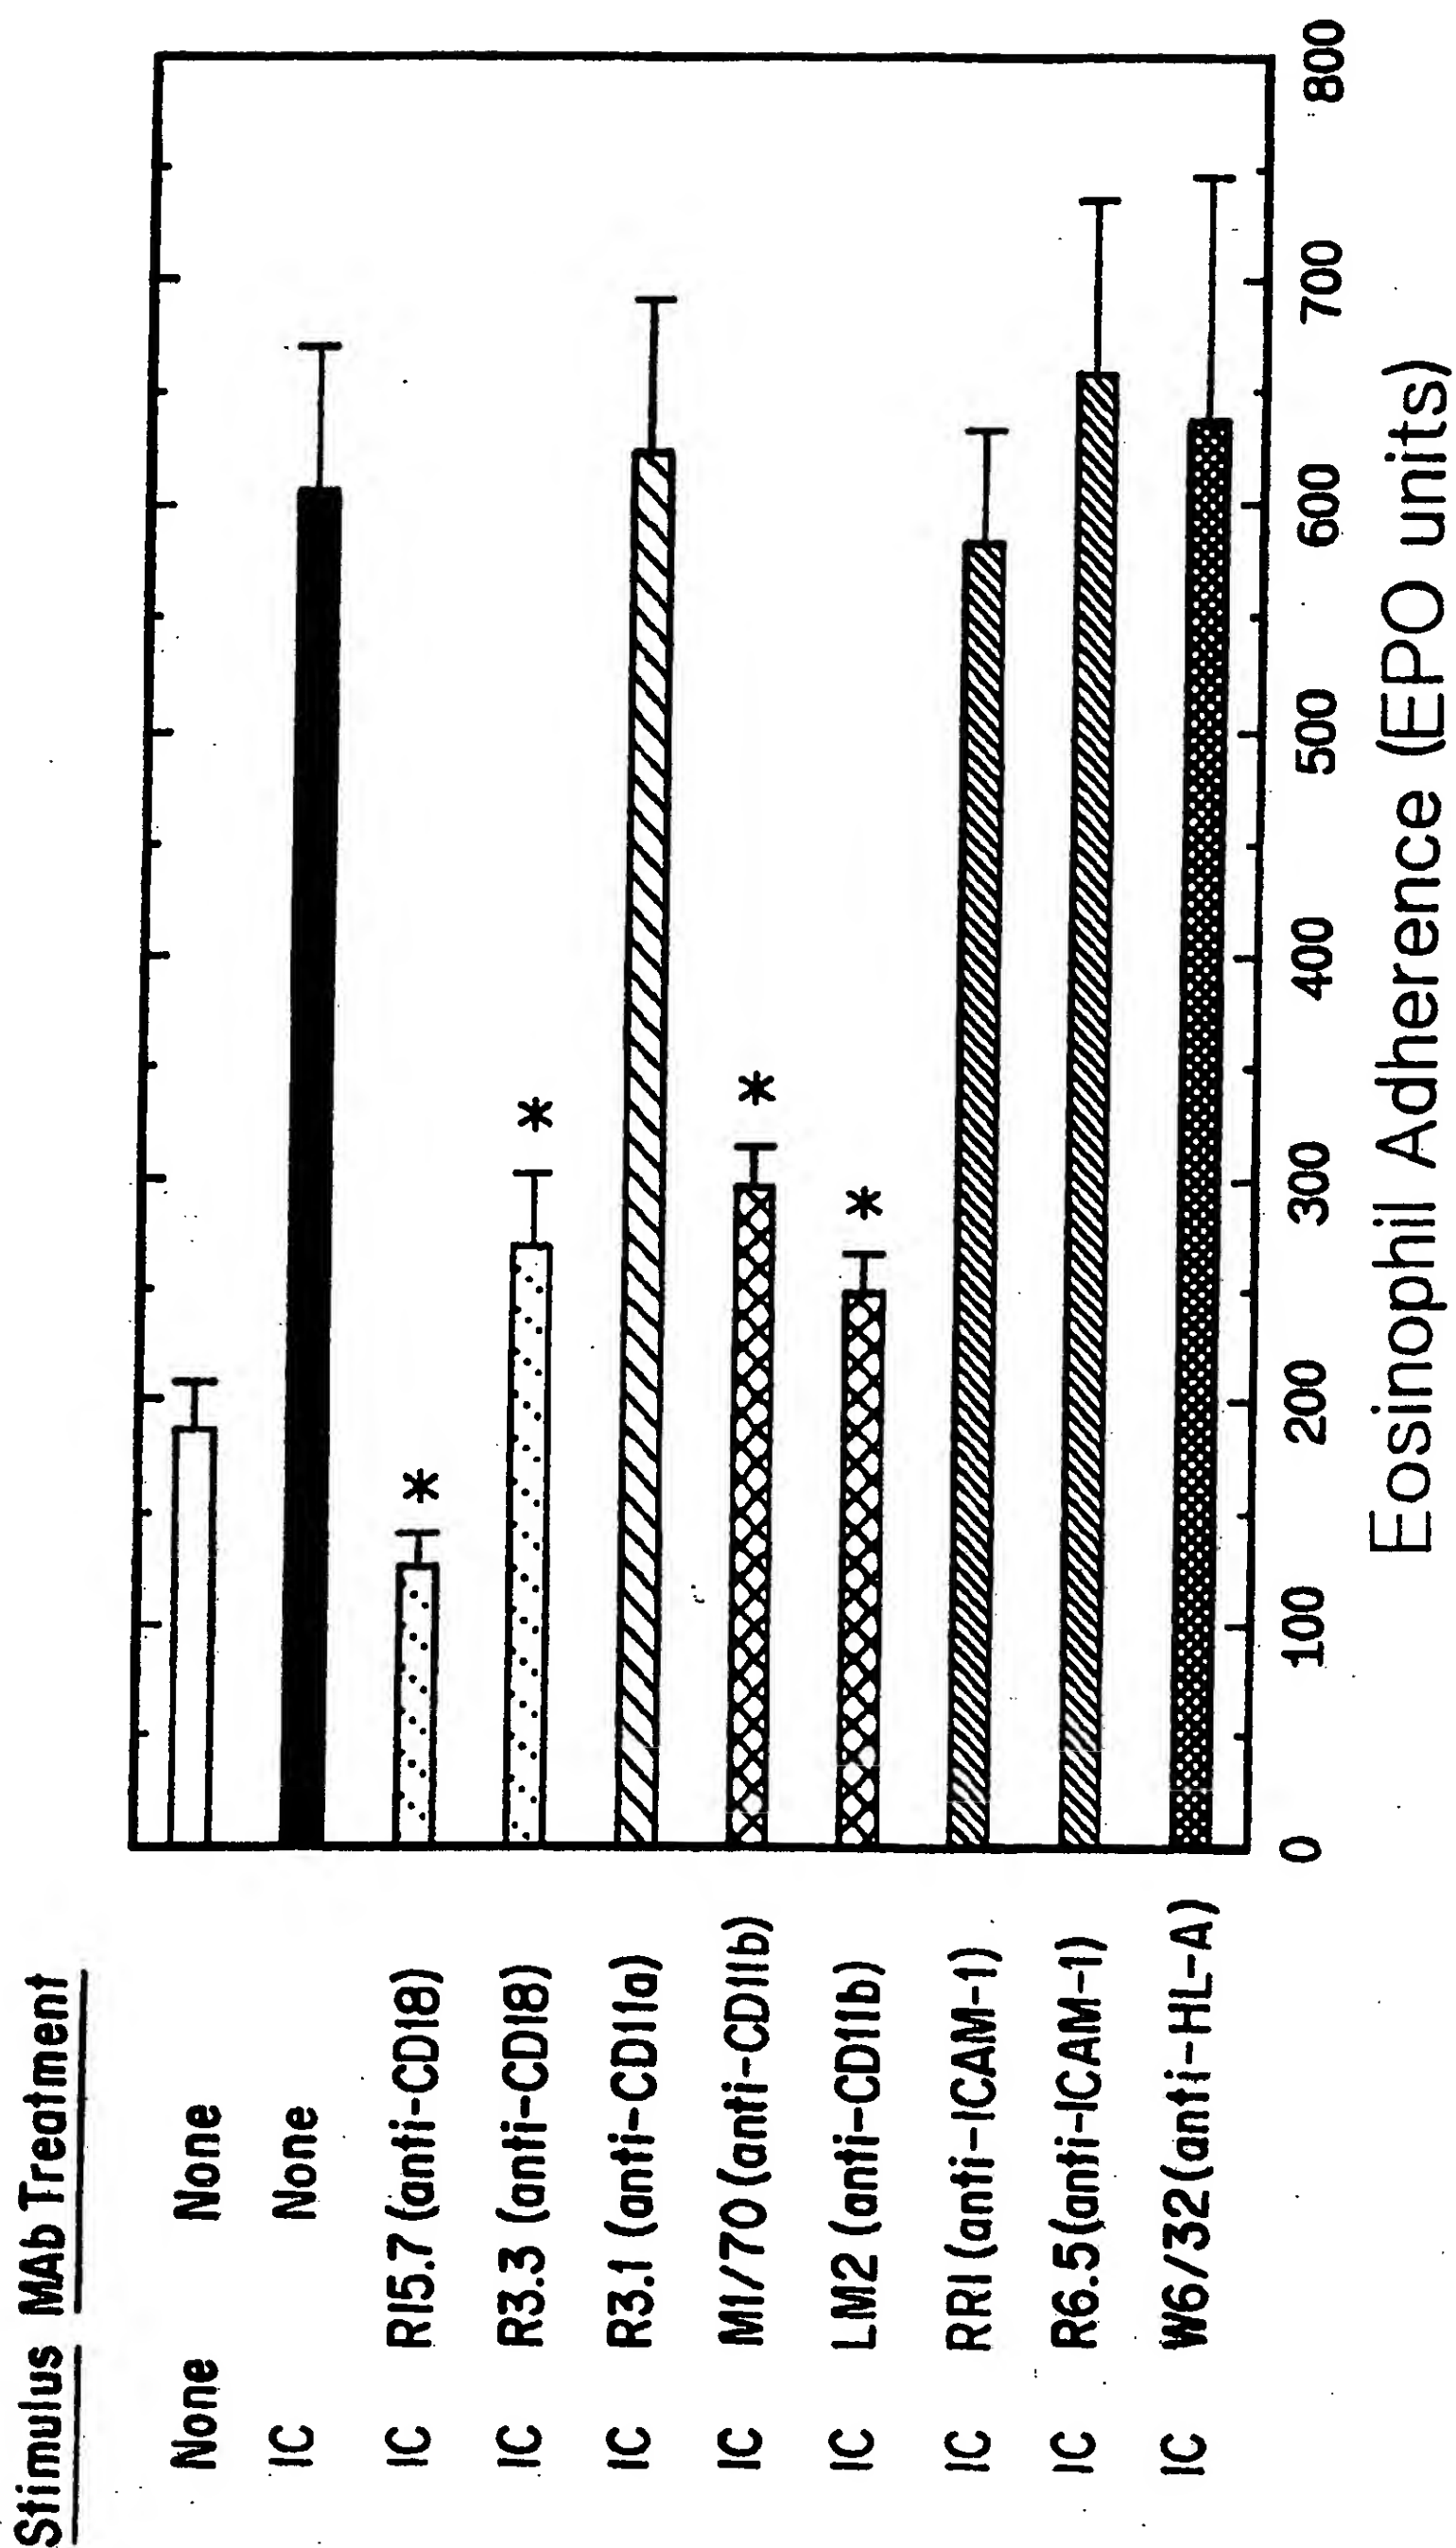 Stimulus MAb Treatment
None None
IC None
IC R15.7 (anti-CD18) *
IC R3.3 (anti-CD18) *
IC R3.1 (anti-CD11a)
IC M1/70 (anti-CD11b) *
IC LM2 (anti-CD11b) *
IC RR1 (anti-ICAM-1)
IC R6.5 (anti-ICAM-1)
IC W6/32 (anti-HL-A)
0 100 200 300 400 500 600 700 800
Eosinophil Adherence (EPO units)